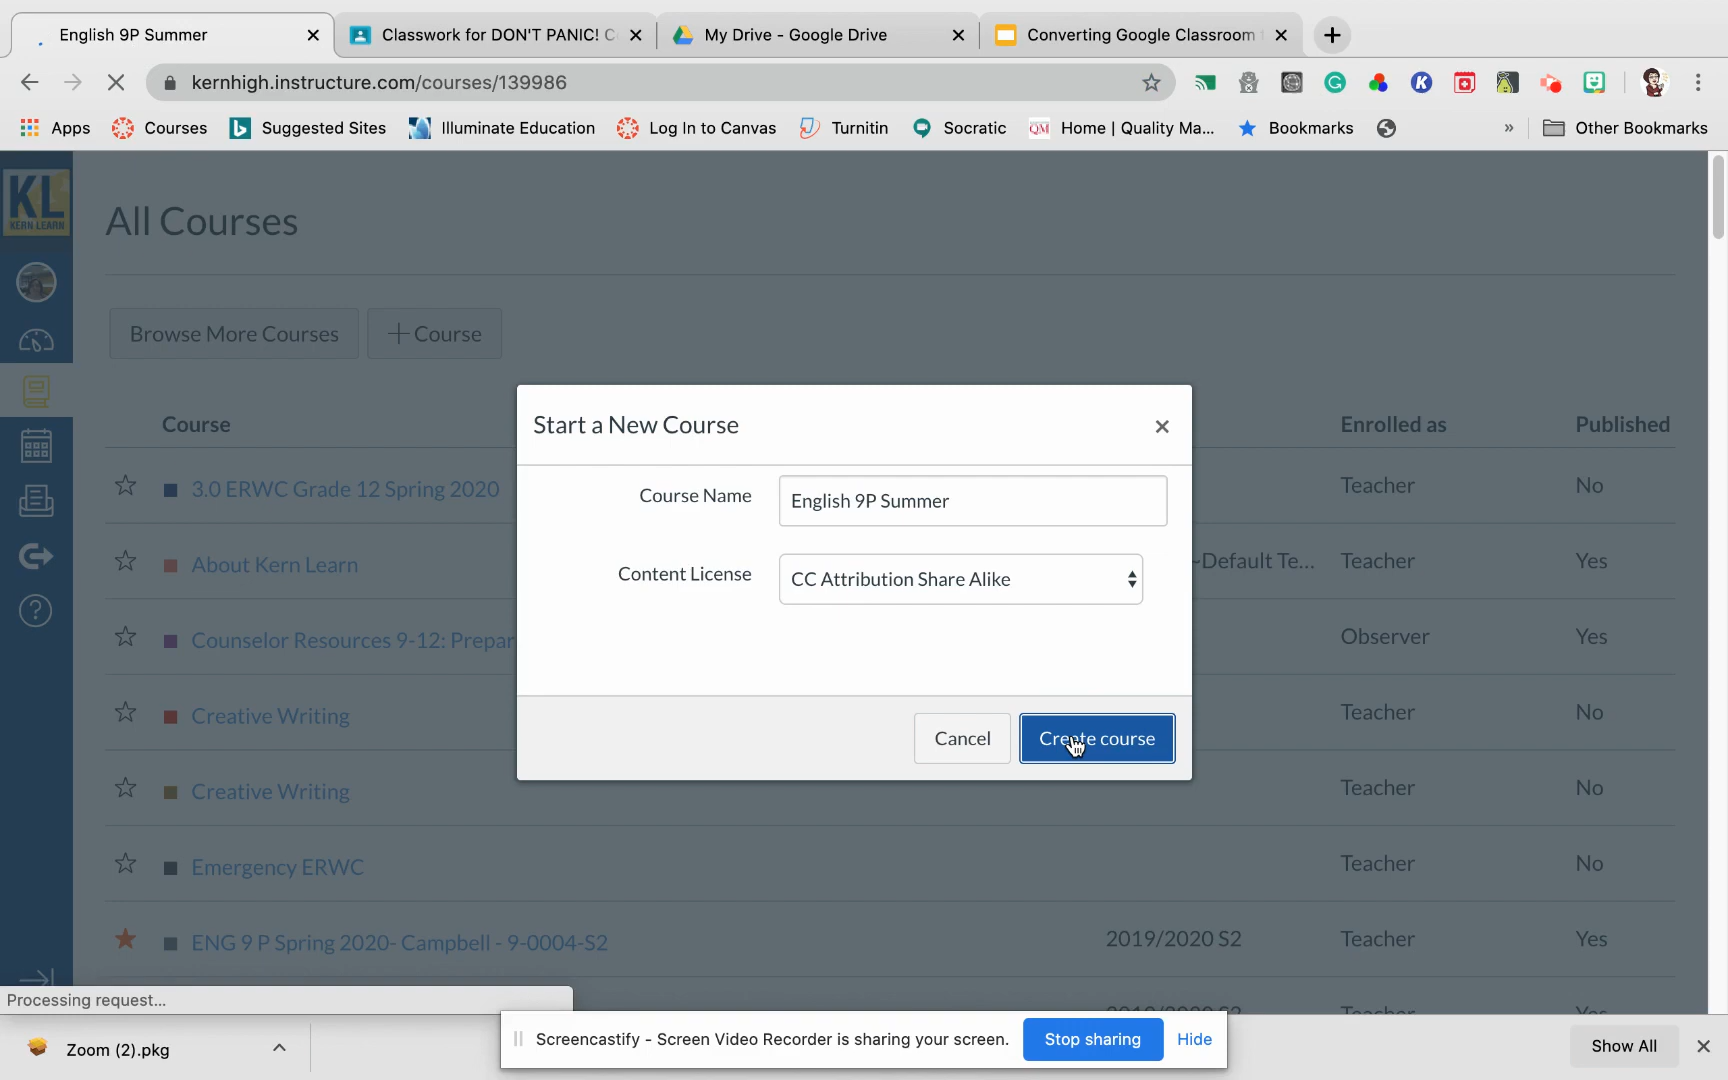 English 9P Summer
Classwork for DON'T PANIC! C
My Drive - Google Drive
Converting Google Classroom
kernhigh.instructure.com/courses/139986
Apps
Courses
Suggested Sites
Illuminate Education
Log In to Canvas
Turnitin
Socratic
QM
Home | Quality Ma...
Bookmarks
»
Other Bookmarks
KL
KERN LEARN
All Courses
Browse More Courses
+ Course
Course
Enrolled as
Published
Start a New Course
Course Name
English 9P Summer
Content License
CC Attribution Share Alike
Cancel
Create course
3.0 ERWC Grade 12 Spring 2020
Teacher
No
About Kern Learn
~Default Te...
Teacher
Yes
Counselor Resources 9-12: Prepar
Observer
Yes
Creative Writing
Teacher
No
Creative Writing
Teacher
No
Emergency ERWC
Teacher
No
ENG 9 P Spring 2020- Campbell - 9-0004-S2
2019/2020 S2
Teacher
Yes
Processing request...
Zoom (2).pkg
Screencastify - Screen Video Recorder is sharing your screen.
Stop sharing
Hide
Show All